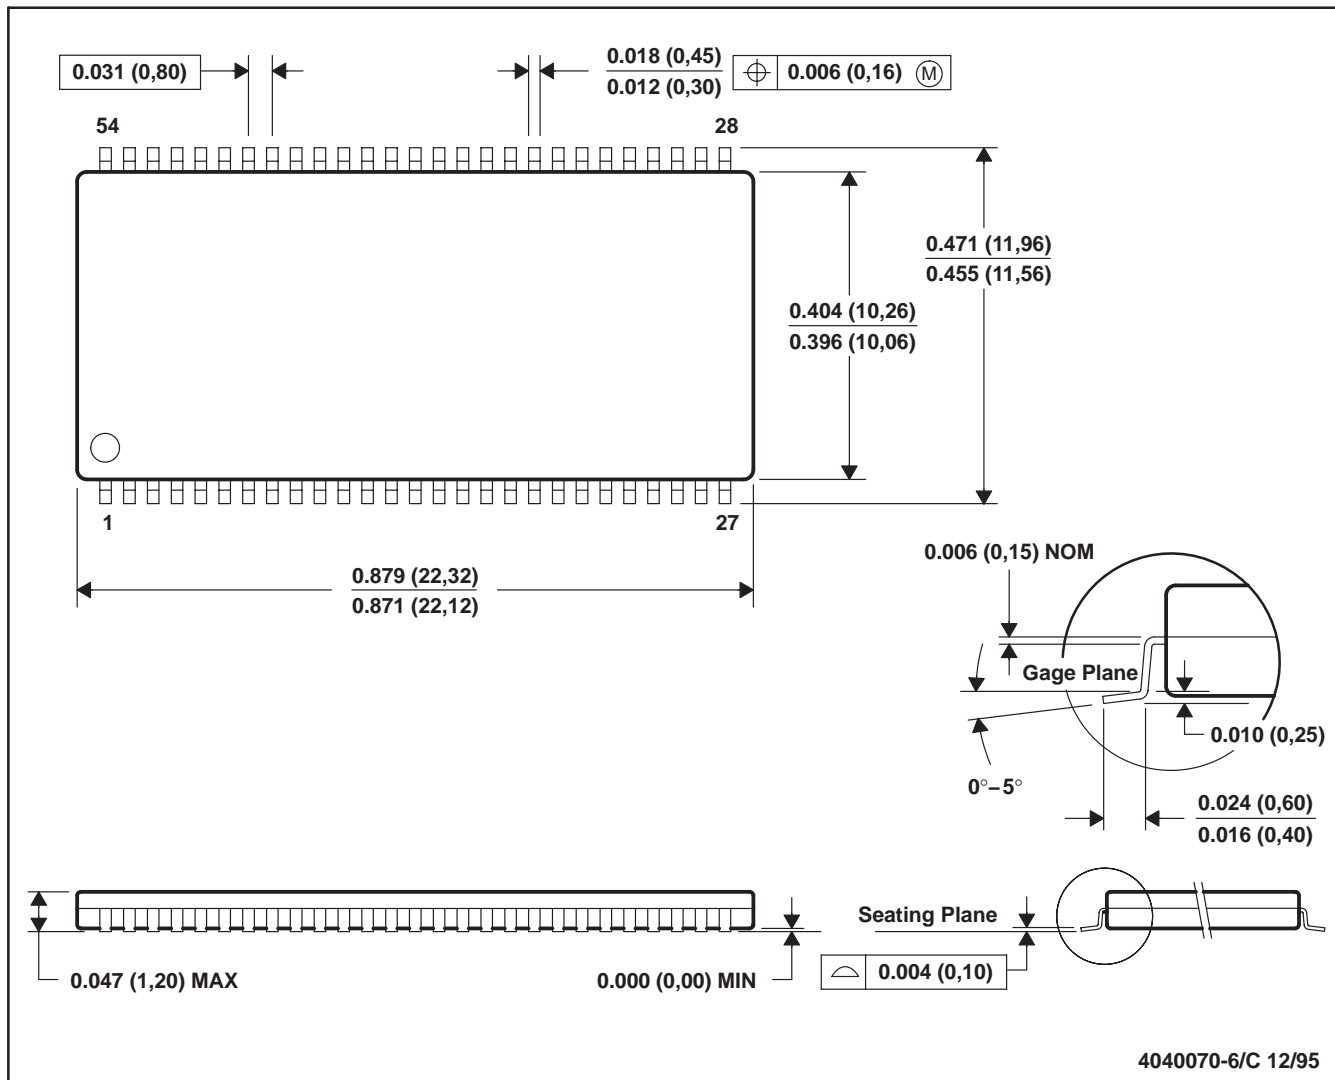 0.031 (0,80)
0.018 (0,45)
0.012 (0,30)
0.006 (0,16) Ⓜ
54
28
0.471 (11,96)
0.455 (11,56)
0.404 (10,26)
0.396 (10,06)
1
27
0.879 (22,32)
0.871 (22,12)
0.006 (0,15) NOM
Gage Plane
0.010 (0,25)
0°–5°
0.024 (0,60)
0.016 (0,40)
Seating Plane
0.047 (1,20) MAX
0.000 (0,00) MIN
0.004 (0,10)
4040070-6/C 12/95